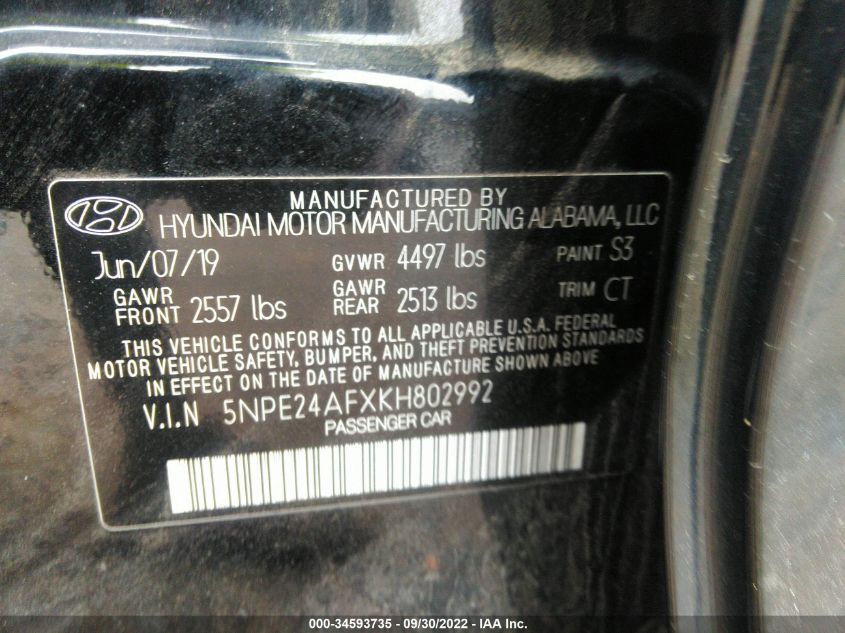 MANUFACTURED BY
HYUNDAI MOTOR MANUFACTURING ALABAMA, LLC
Jun/07/19 GVWR 4497 lbs PAINT S3
GAWR FRONT 2557 lbs GAWR REAR 2513 lbs TRIM CT
THIS VEHICLE CONFORMS TO ALL APPLICABLE U.S.A. FEDERAL
MOTOR VEHICLE SAFETY, BUMPER, AND THEFT PREVENTION STANDARDS
IN EFFECT ON THE DATE OF MANUFACTURE SHOWN ABOVE
V.I.N 5NPE24AFXKH802992
PASSENGER CAR
000-34593735 - 09/30/2022 - IAA Inc.